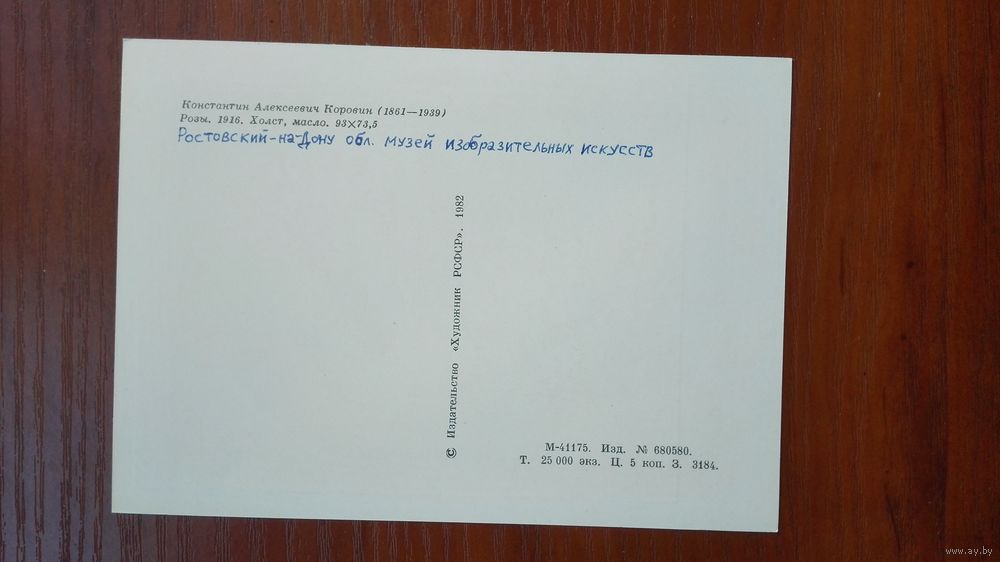 Константин Алексеевич Коровин (1861—1939)
Розы. 1916. Холст, масло. 93×73,5
Ростовский-на-Дону обл. музей изобразительных искусств
© Издательство «Художник РСФСР». 1982
М-41175. Изд. № 680580.
Т. 25 000 экз. Ц. 5 коп. З. 3184.
www.ay.by